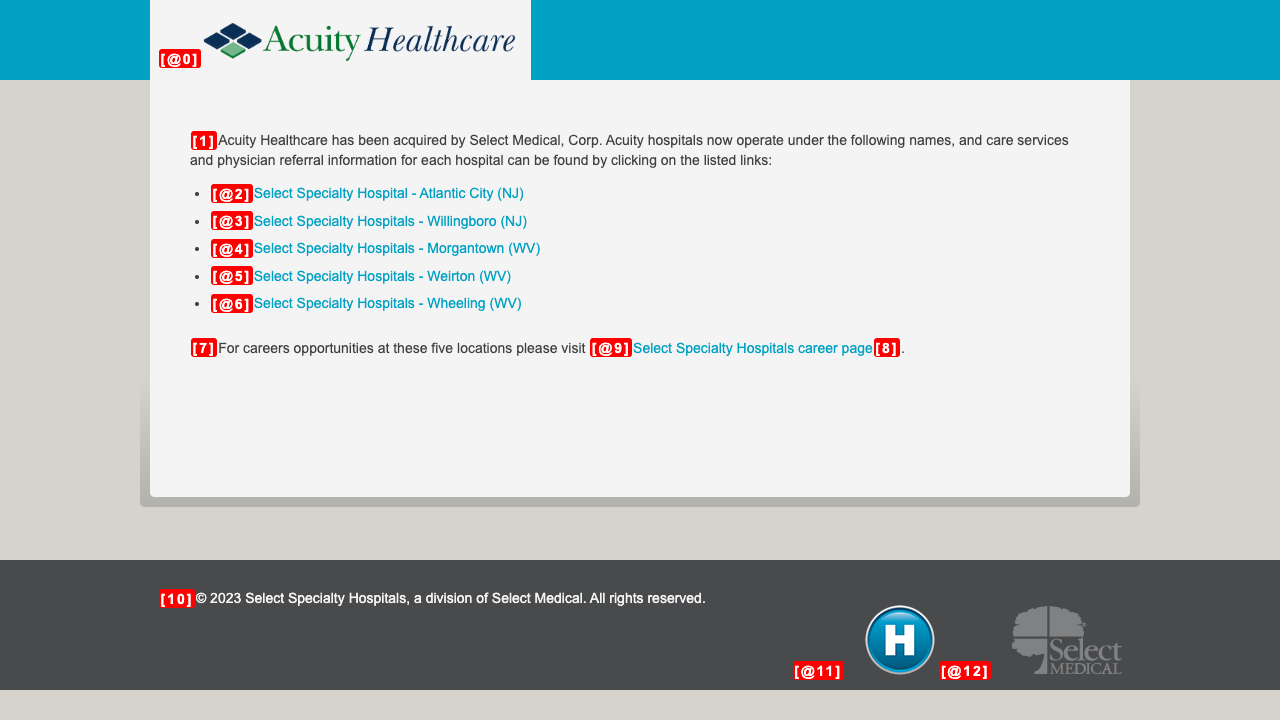 [@0] Acuity Healthcare
[1] Acuity Healthcare has been acquired by Select Medical, Corp. Acuity hospitals now operate under the following names, and care services
and physician referral information for each hospital can be found by clicking on the listed links:
• [@2] Select Specialty Hospital - Atlantic City (NJ)
• [@3] Select Specialty Hospitals - Willingboro (NJ)
• [@4] Select Specialty Hospitals - Morgantown (WV)
• [@5] Select Specialty Hospitals - Weirton (WV)
• [@6] Select Specialty Hospitals - Wheeling (WV)
[7] For careers opportunities at these five locations please visit [@9] Select Specialty Hospitals career page [8].
[10] © 2023 Select Specialty Hospitals, a division of Select Medical. All rights reserved.
[@11] H [@12] Select
MEDICAL